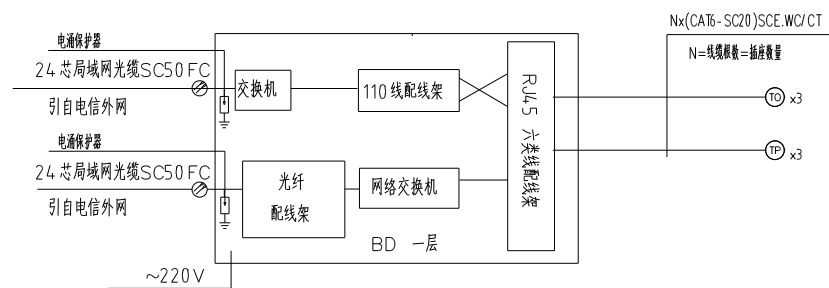 Nx(CAT6-SC20)SCE.WC/CT
N=线缆根数=插座数量
电涌保护器
24芯局域网光缆SC50 FC
引自电信外网
交换机
110 线配线架
RJ45 六类线配线架
TO x3
电涌保护器
24芯局域网光缆SC50 FC
引自电信外网
光纤
配线架
网络交换机
TP x3
BD 一层
~220V